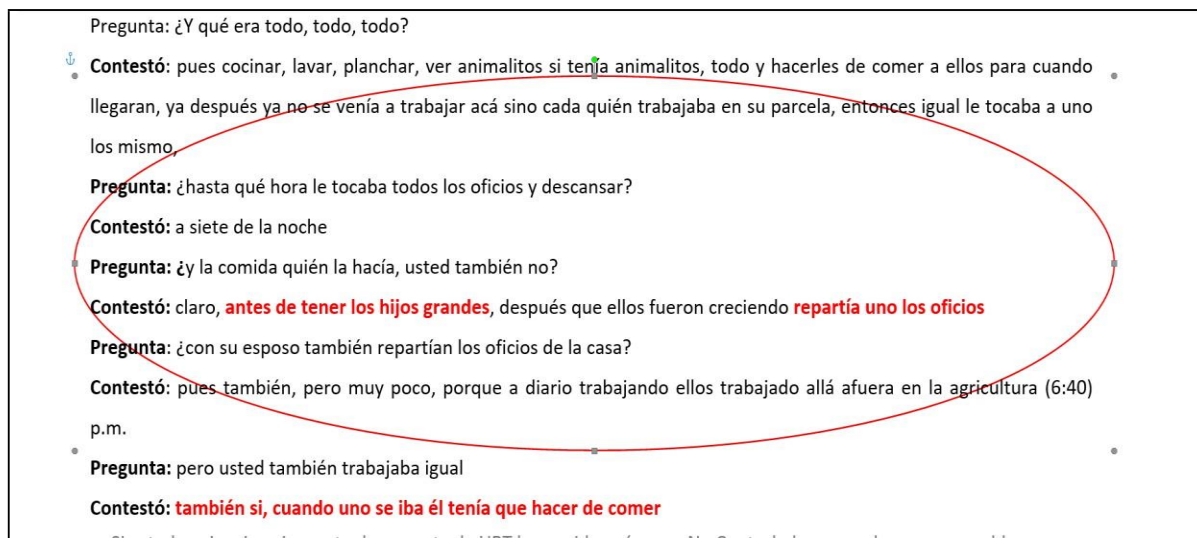 Pregunta: ¿Y qué era todo, todo, todo?
Contestó: pues cocinar, lavar, planchar, ver animalitos si tenía animalitos, todo y hacerles de comer a ellos para cuando
llegaran, ya después ya no se venía a trabajar acá sino cada quién trabajaba en su parcela, entonces igual le tocaba a uno
los mismo,
Pregunta: ¿hasta qué hora le tocaba todos los oficios y descansar?
Contestó: a siete de la noche
Pregunta: ¿y la comida quién la hacía, usted también no?
Contestó: claro, antes de tener los hijos grandes, después que ellos fueron creciendo repartía uno los oficios
Pregunta: ¿con su esposo también repartían los oficios de la casa?
Contestó: pues también, pero muy poco, porque a diario trabajando ellos trabajado allá afuera en la agricultura (6:40)
p.m.
Pregunta: pero usted también trabajaba igual
Contestó: también si, cuando uno se iba él tenía que hacer de comer